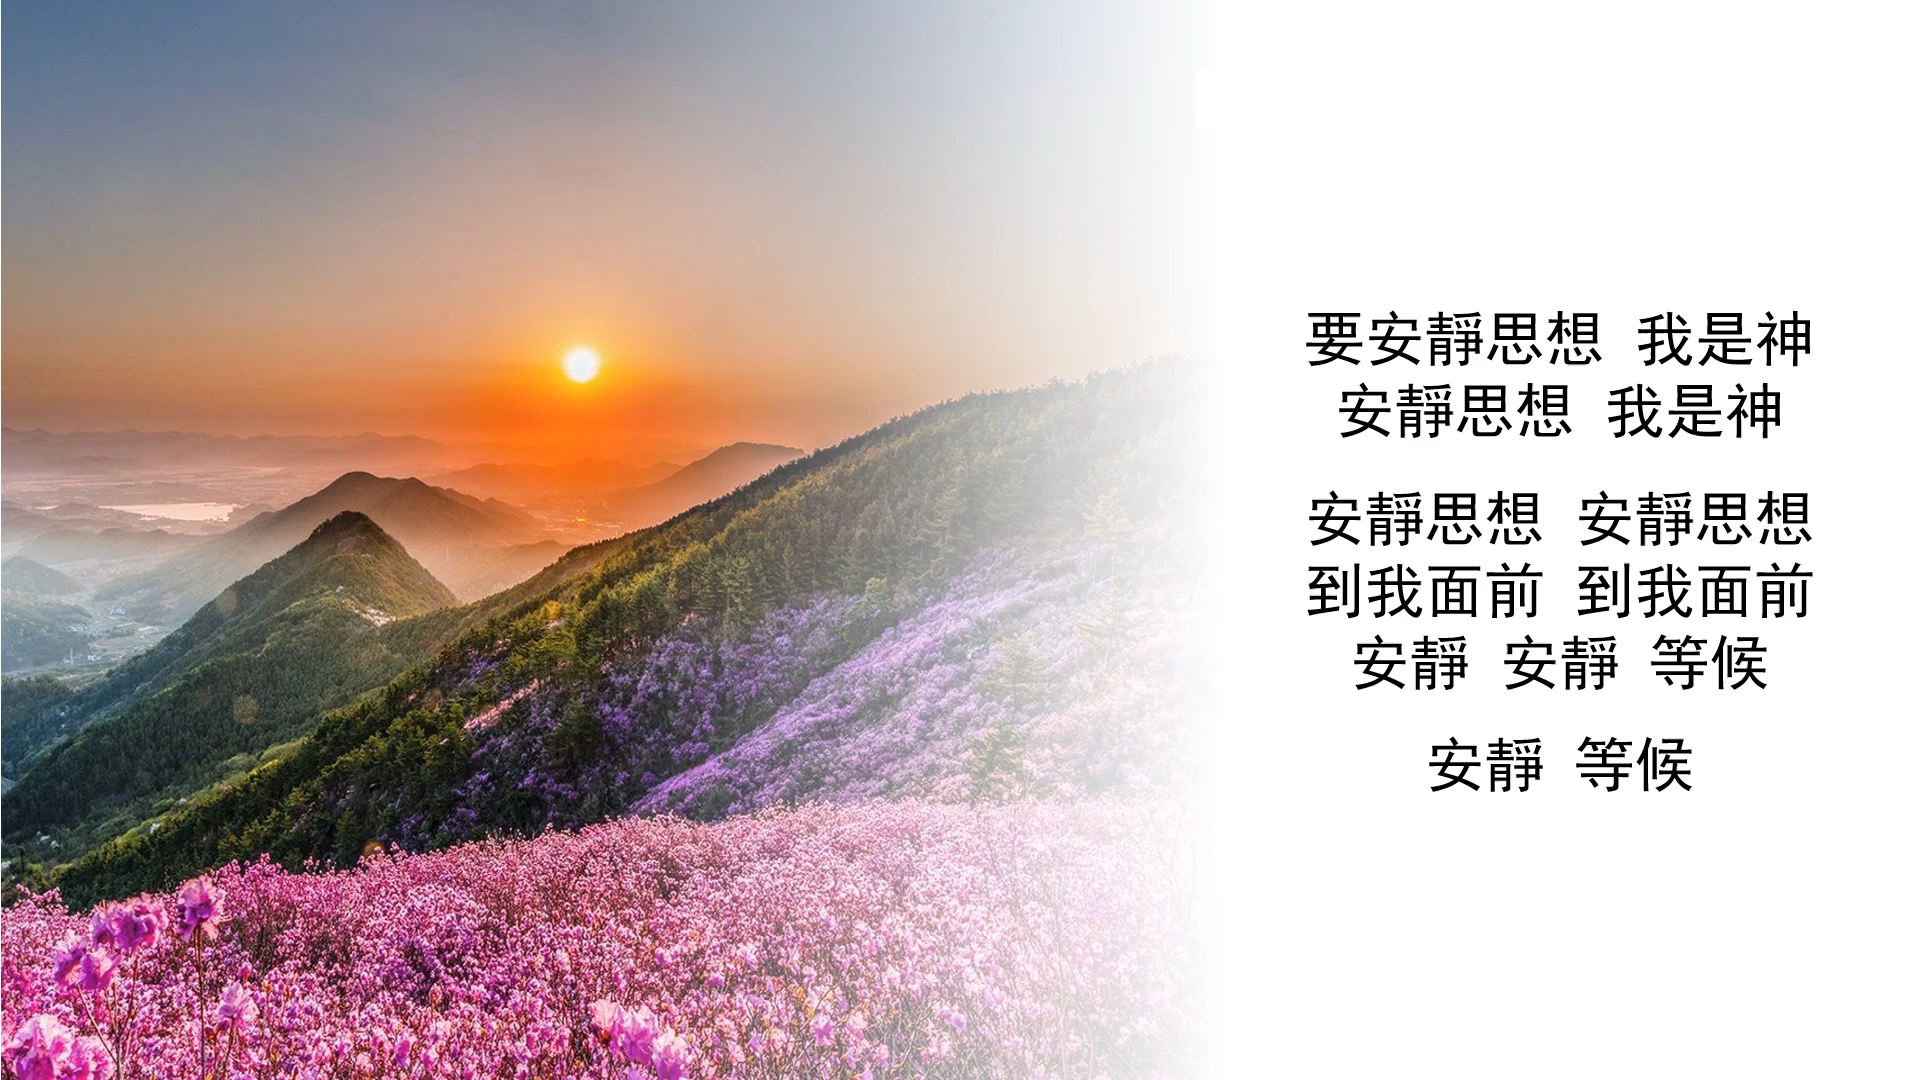 要安靜思想 我是神
安靜思想 我是神
安靜思想 安靜思想
到我面前 到我面前
安靜 安靜 等候
安靜 等候